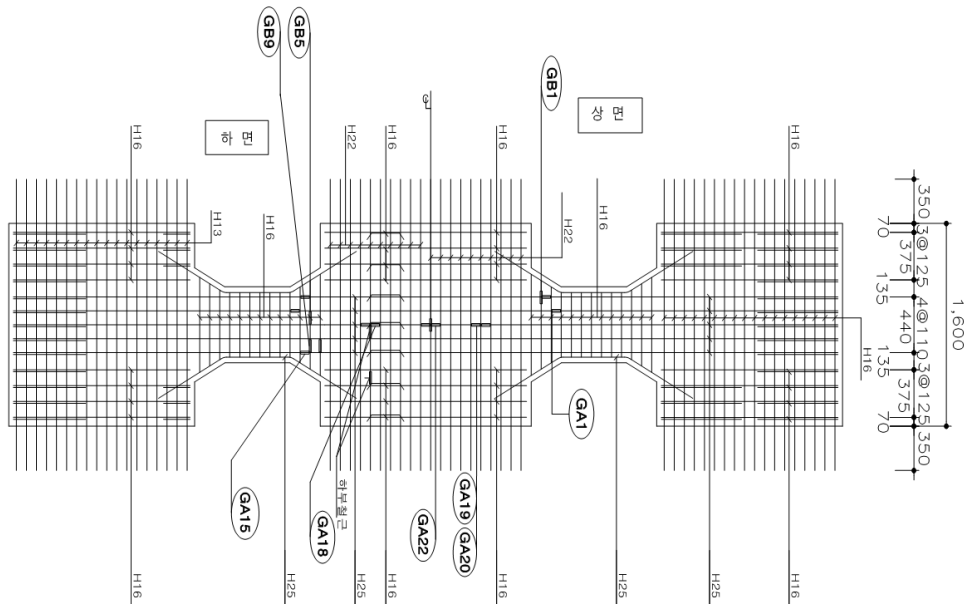 GB9
GB5
GB1
하 면
상 면
H16
H22
H16
℄
H16
H16
H13
H16
H22
H16
350
70
3@125
375
135
4@110
440
135
3@125
375
70
350
1,600
H16
GA1
GA15
GA18
하부철근
GA22
GA19
GA20
H16
H25
H25
H16
H16
H25
H25
H16